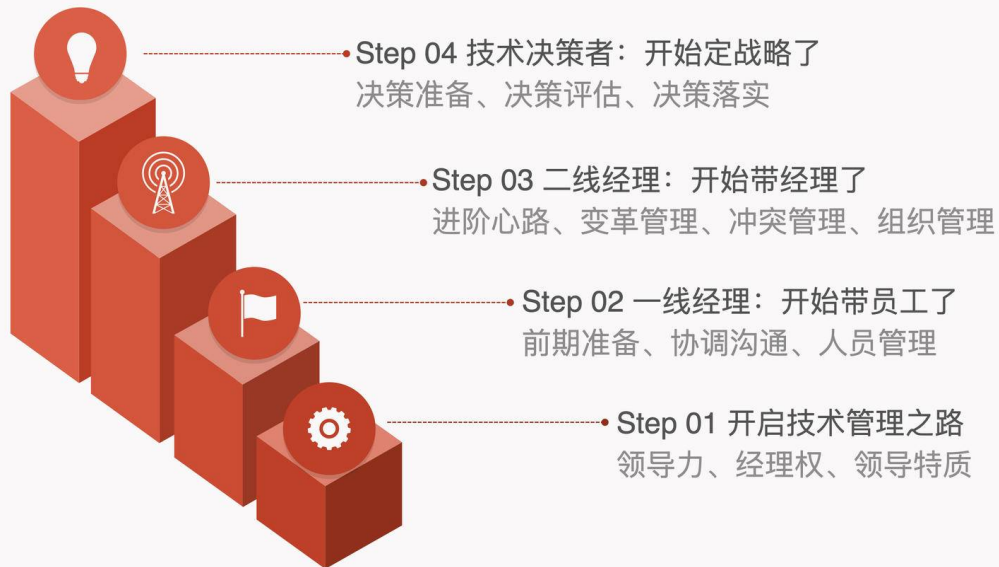 Step 04 技术决策者：开始定战略了
决策准备、决策评估、决策落实
Step 03 二线经理：开始带经理了
进阶心路、变革管理、冲突管理、组织管理
Step 02 一线经理：开始带员工了
前期准备、协调沟通、人员管理
Step 01 开启技术管理之路
领导力、经理权、领导特质